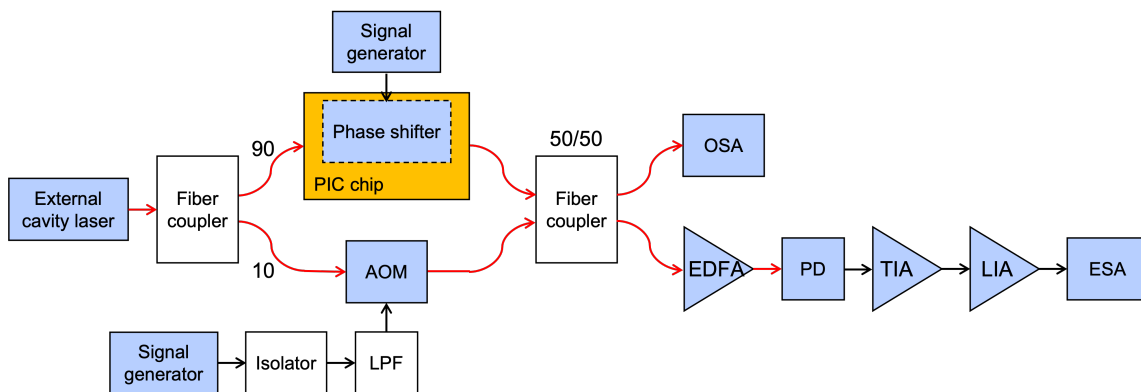 Signal
generator
Phase shifter
PIC chip
90
50/50
OSA
External
cavity laser
Fiber
coupler
Fiber
coupler
10
AOM
EDFA
PD
TIA
LIA
ESA
Signal
generator
Isolator
LPF